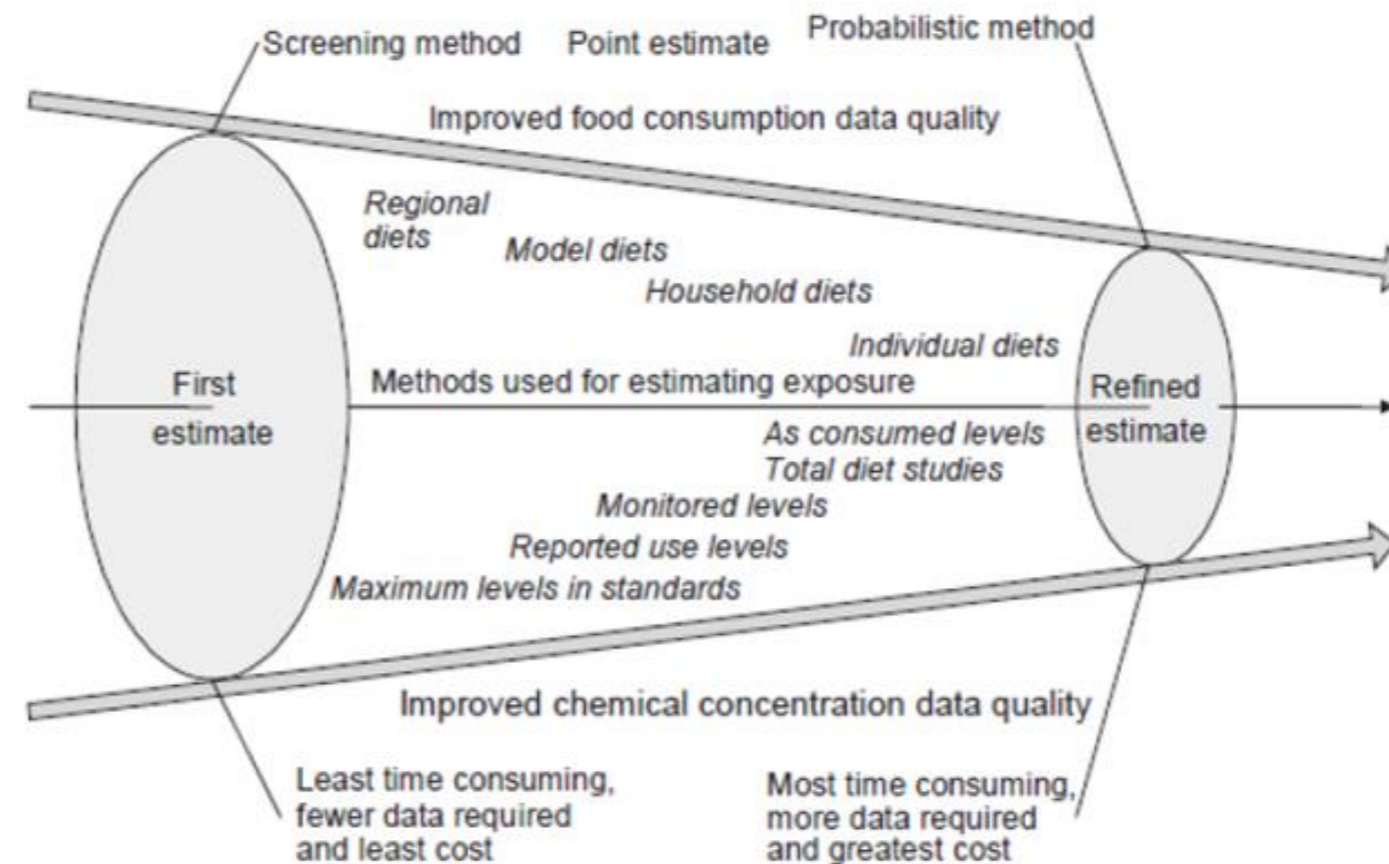 Screening method
Point estimate
Probabilistic method
Improved food consumption data quality
Regional
diets
Model diets
Household diets
Individual diets
First
estimate
Methods used for estimating exposure
Refined
estimate
As consumed levels
Total diet studies
Monitored levels
Reported use levels
Maximum levels in standards
Improved chemical concentration data quality
Least time consuming,
fewer data required
and least cost
Most time consuming,
more data required
and greatest cost